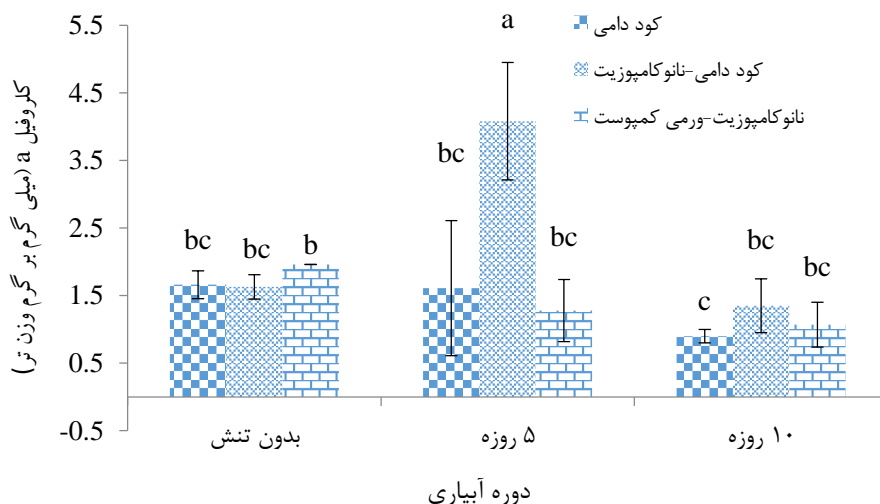 کلروفیل a (میلی گرم بر گرم وزن تر)
5.5
4.5
3.5
2.5
1.5
0.5
-0.5
کود دامی
کود دامی-نانوکامپوزیت
نانوکامپوزیت-ورمی کمپوست
bc
bc
b
bc
a
bc
c
bc
bc
بدون تنش
۵ روزه
۱۰ روزه
دوره آبیاری